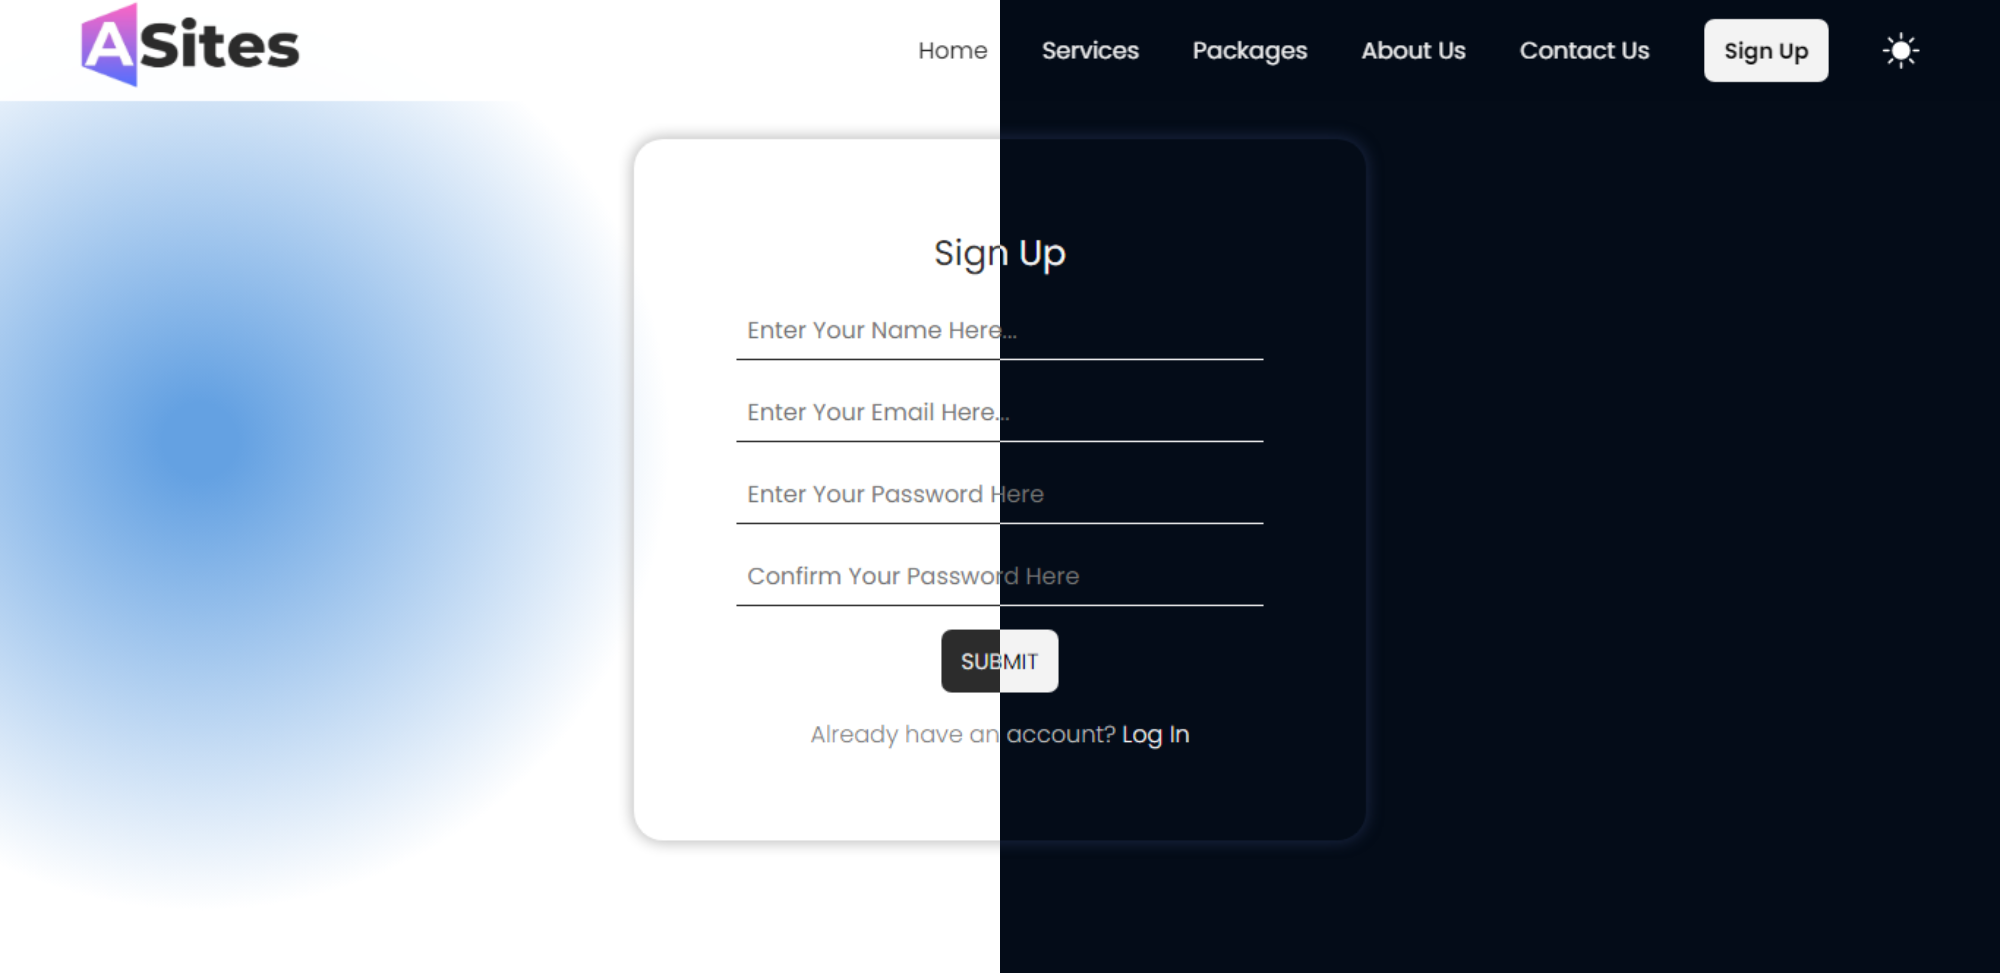 ASites
Home Services Packages About Us Contact Us Sign Up
Sign Up
Enter Your Name Here...
Enter Your Email Here...
Enter Your Password Here
Confirm Your Password Here
SUBMIT
Already have an account? Log In